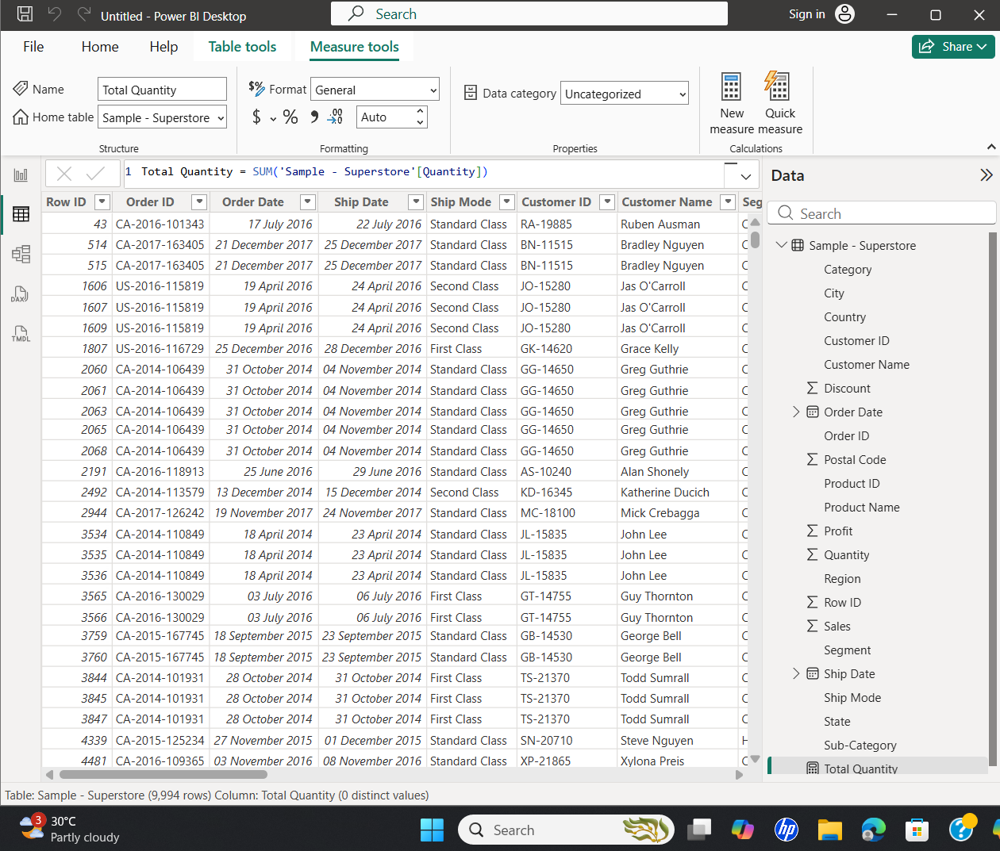 Untitled - Power BI Desktop
Search
Sign in
File Home Help Table tools Measure tools
Share
Name Total Quantity
Home table Sample - Superstore
Structure
$% Format General
$ % , .00 →.0 Auto
Formatting
Data category Uncategorized
Properties
New measure
Quick measure
Calculations
1 Total Quantity = SUM('Sample - Superstore'[Quantity])
Row ID Order ID Order Date Ship Date Ship Mode Customer ID Customer Name Seg
43 CA-2016-101343 17 July 2016 22 July 2016 Standard Class RA-19885 Ruben Ausman C
514 CA-2017-163405 21 December 2017 25 December 2017 Standard Class BN-11515 Bradley Nguyen C
515 CA-2017-163405 21 December 2017 25 December 2017 Standard Class BN-11515 Bradley Nguyen C
1606 US-2016-115819 19 April 2016 24 April 2016 Second Class JO-15280 Jas O'Carroll C
1607 US-2016-115819 19 April 2016 24 April 2016 Second Class JO-15280 Jas O'Carroll C
1609 US-2016-115819 19 April 2016 24 April 2016 Second Class JO-15280 Jas O'Carroll C
1807 US-2016-116729 25 December 2016 28 December 2016 First Class GK-14620 Grace Kelly C
2060 CA-2014-106439 31 October 2014 04 November 2014 Standard Class GG-14650 Greg Guthrie C
2061 CA-2014-106439 31 October 2014 04 November 2014 Standard Class GG-14650 Greg Guthrie C
2063 CA-2014-106439 31 October 2014 04 November 2014 Standard Class GG-14650 Greg Guthrie C
2065 CA-2014-106439 31 October 2014 04 November 2014 Standard Class GG-14650 Greg Guthrie C
2068 CA-2014-106439 31 October 2014 04 November 2014 Standard Class GG-14650 Greg Guthrie C
2191 CA-2016-118913 25 June 2016 29 June 2016 Standard Class AS-10240 Alan Shonely C
2492 CA-2014-113579 13 December 2014 15 December 2014 Second Class KD-16345 Katherine Ducich C
2944 CA-2017-126242 19 November 2017 24 November 2017 Standard Class MC-18100 Mick Crebagga C
3534 CA-2014-110849 18 April 2014 23 April 2014 Standard Class JL-15835 John Lee C
3535 CA-2014-110849 18 April 2014 23 April 2014 Standard Class JL-15835 John Lee C
3536 CA-2014-110849 18 April 2014 23 April 2014 Standard Class JL-15835 John Lee C
3565 CA-2016-130029 03 July 2016 06 July 2016 First Class GT-14755 Guy Thornton C
3566 CA-2016-130029 03 July 2016 06 July 2016 First Class GT-14755 Guy Thornton C
3759 CA-2015-167745 18 September 2015 23 September 2015 Standard Class GB-14530 George Bell C
3760 CA-2015-167745 18 September 2015 23 September 2015 Standard Class GB-14530 George Bell C
3844 CA-2014-101931 28 October 2014 31 October 2014 First Class TS-21370 Todd Sumrall C
3845 CA-2014-101931 28 October 2014 31 October 2014 First Class TS-21370 Todd Sumrall C
3847 CA-2014-101931 28 October 2014 31 October 2014 First Class TS-21370 Todd Sumrall C
4339 CA-2015-125234 27 November 2015 01 December 2015 Standard Class SN-20710 Steve Nguyen H
4481 CA-2016-109365 03 November 2016 08 November 2016 Standard Class XP-21865 Xylona Preis C
DAX
TMDL
Data
Search
Sample - Superstore
Category
City
Country
Customer ID
Customer Name
Σ Discount
Order Date
Order ID
Σ Postal Code
Product ID
Product Name
Σ Profit
Σ Quantity
Region
Σ Row ID
Σ Sales
Segment
Ship Date
Ship Mode
State
Sub-Category
Total Quantity
Table: Sample - Superstore (9,994 rows) Column: Total Quantity (0 distinct values)
3
30°C
Partly cloudy
Search
hp
?